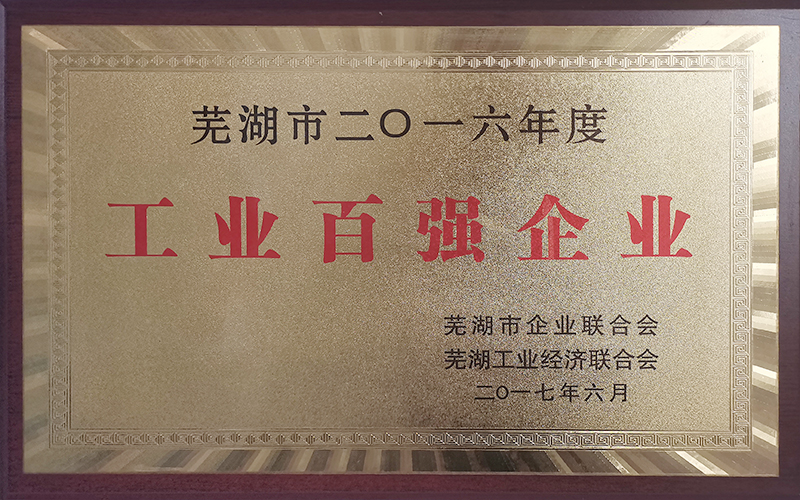 芜湖市二〇一六年度
工业百强企业
芜湖市企业联合会
芜湖工业经济联合会
二〇一七年六月